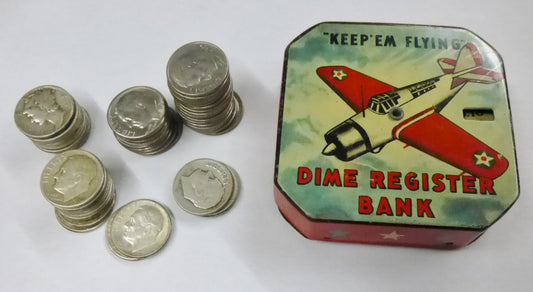 "KEEP 'EM FLYING"
DIME REGISTER
BANK